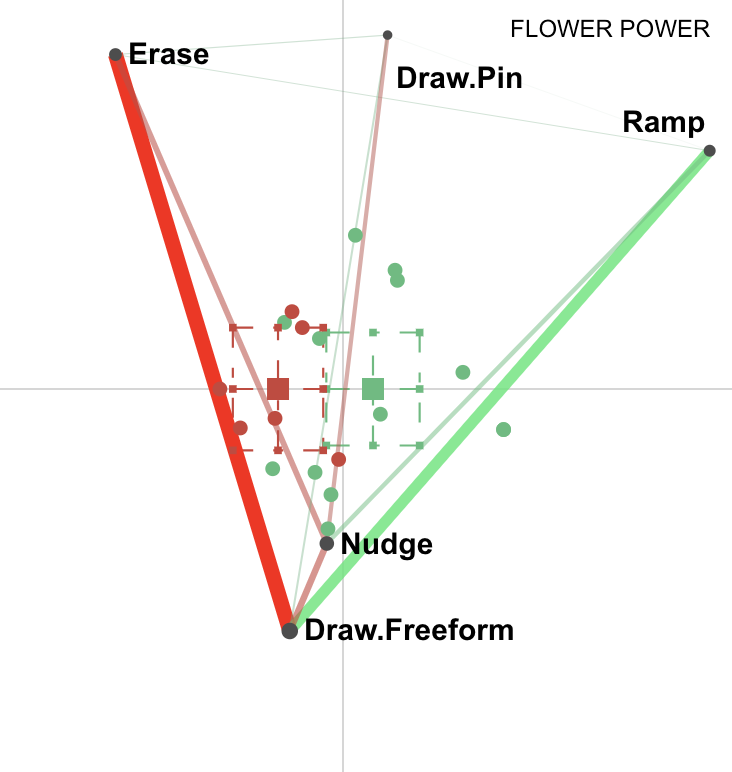 FLOWER POWER
Erase
Draw.Pin
Ramp
Nudge
Draw.Freeform